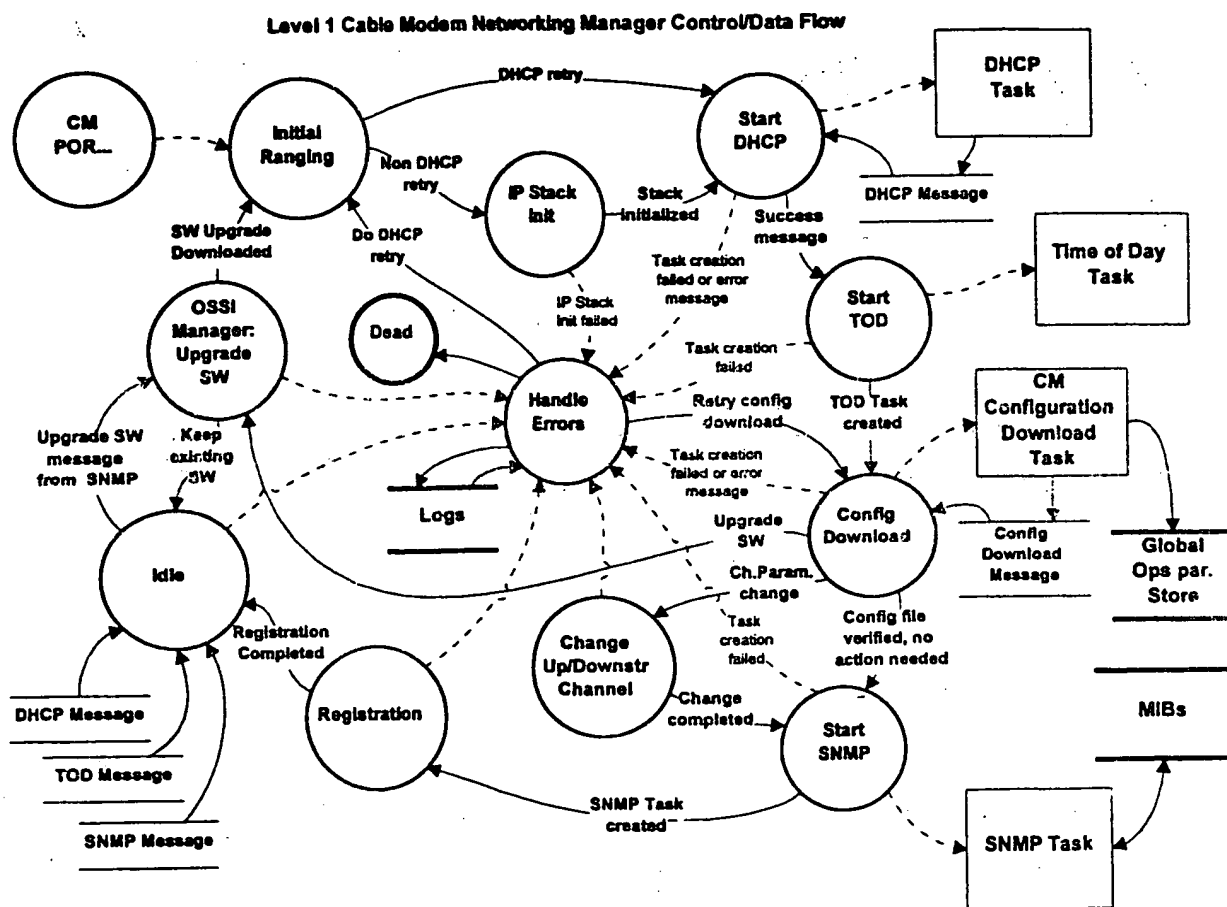 Level 1 Cable Modem Networking Manager Control/Data Flow
CM
POR...
Initial
Ranging
DHCP retry
Start
DHCP
DHCP
Task
Non DHCP
retry
IP Stack
Init
Stack
initialized
DHCP Message
Success
message
SW Upgrade
Downloaded
Do DHCP
retry
Task creation
failed or error
message
Time of Day
Task
OSSI
Manager:
Upgrade
SW
Dead
IP Stack
Init failed
Start
TOD
Task creation
failed
Handle
Errors
Retry config
download
TOD Task
created
CM
Configuration
Download
Task
Upgrade SW
message
from SNMP
Keep
existing
SW
Task creation
failed or error
message
Logs
Upgrade
SW
Config
Download
Config
Download
Message
Global
Ops par.
Store
Idle
Ch.Param.
change
Registration
Completed
Task
creation
failed
Config file
verified, no
action needed
Change
Up/Downstr
Channel
DHCP Message
Registration
Change
completed
Start
SNMP
MIBs
TOD Message
SNMP Message
SNMP Task
created
SNMP Task